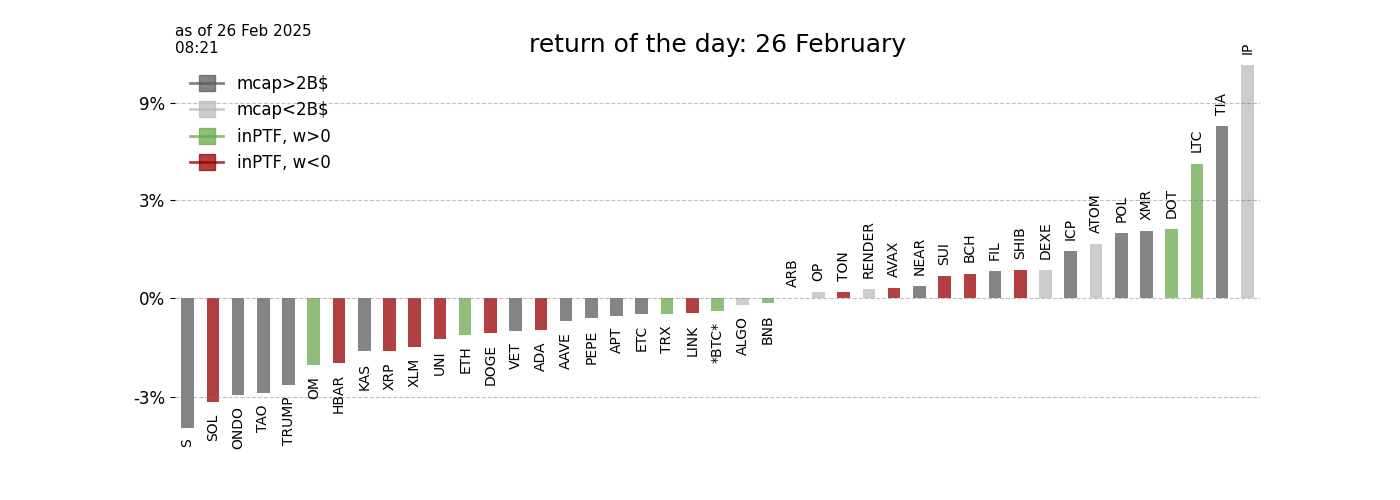 as of 26 Feb 2025
08:21
return of the day: 26 February
mcap>2B$
mcap<2B$
inPTF, w>0
inPTF, w<0
9%
3%
0%
-3%
S
SOL
ONDO
TAO
TRUMP
OM
HBAR
KAS
XRP
XLM
UNI
ETH
DOGE
VET
ADA
AAVE
PEPE
APT
ETC
TRX
LINK
*BTC*
ALGO
BNB
ARB
OP
TON
RENDER
AVAX
NEAR
SUI
BCH
FIL
SHIB
DEXE
ICP
ATOM
POL
XMR
DOT
LTC
TIA
IP